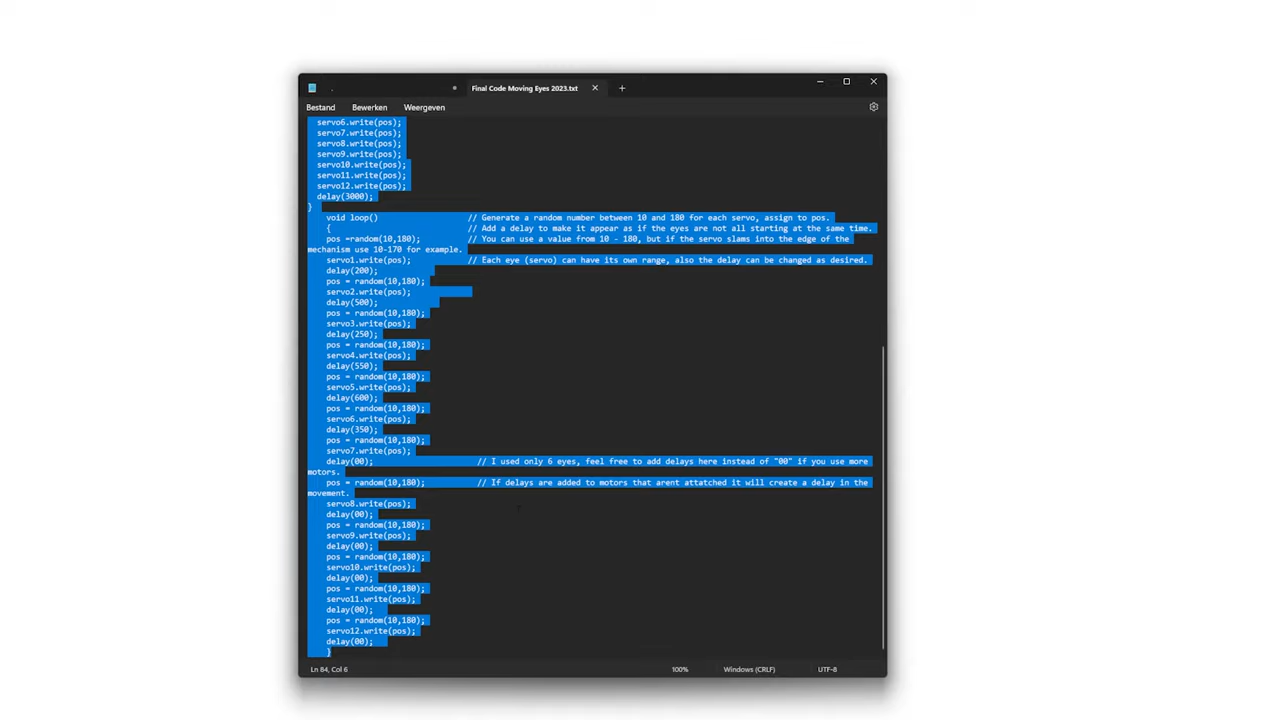 Final Code Moving Eyes 2023.txt
Bestand Bewerken Weergeven
servo6.write(pos);
servo7.write(pos);
servo8.write(pos);
servo9.write(pos);
servo10.write(pos);
servo11.write(pos);
servo12.write(pos);
delay(3000);
}
void loop() // Generate a random number between 10 and 180 for each servo, assign to pos.
{ // Add a delay to make it appear as if the eyes are not all starting at the same time.
pos =random(10,180); // You can use a value from 10 - 180, but if the servo slams into the edge of the
mechanism use 10-170 for example.
servo1.write(pos); // Each eye (servo) can have its own range, also the delay can be changed as desired.
delay(200);
pos = random(10,180);
servo2.write(pos);
delay(500);
pos = random(10,180);
servo3.write(pos);
delay(250);
pos = random(10,180);
servo4.write(pos);
delay(550);
pos = random(10,180);
servo5.write(pos);
delay(600);
pos = random(10,180);
servo6.write(pos);
delay(350);
pos = random(10,180);
servo7.write(pos);
delay(00); // I used only 6 eyes, feel free to add delays here instead of "00" if you use more
motors.
pos = random(10,180); // If delays are added to motors that arent attatched it will create a delay in the
movement.
servo8.write(pos);
delay(00);
pos = random(10,180);
servo9.write(pos);
delay(00);
pos = random(10,180);
servo10.write(pos);
delay(00);
pos = random(10,180);
servo11.write(pos);
delay(00);
pos = random(10,180);
servo12.write(pos);
delay(00);
}
Ln 84, Col 6 100% Windows (CRLF) UTF-8